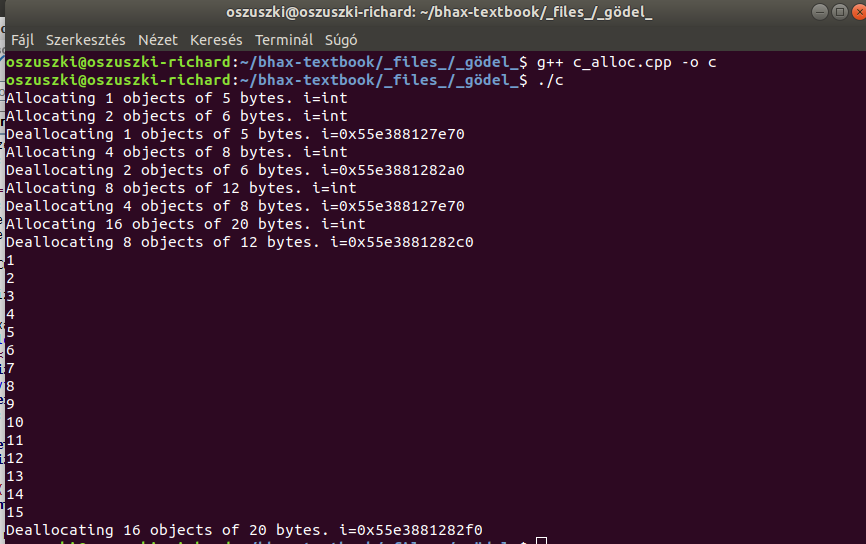 oszuszki@oszuszki-richard: ~/bhax-textbook/_files_/_gödel_
Fájl Szerkesztés Nézet Keresés Terminál Súgó
oszuszki@oszuszki-richard:~/bhax-textbook/_files_/_gödel_$ g++ c_alloc.cpp -o c
oszuszki@oszuszki-richard:~/bhax-textbook/_files_/_gödel_$ ./c
Allocating 1 objects of 5 bytes. i=int
Allocating 2 objects of 6 bytes. i=int
Deallocating 1 objects of 5 bytes. i=0x55e388127e70
Allocating 4 objects of 8 bytes. i=int
Deallocating 2 objects of 6 bytes. i=0x55e3881282a0
Allocating 8 objects of 12 bytes. i=int
Deallocating 4 objects of 8 bytes. i=0x55e388127e70
Allocating 16 objects of 20 bytes. i=int
Deallocating 8 objects of 12 bytes. i=0x55e3881282c0
1
2
3
4
5
6
7
8
9
10
11
12
13
14
15
Deallocating 16 objects of 20 bytes. i=0x55e3881282f0